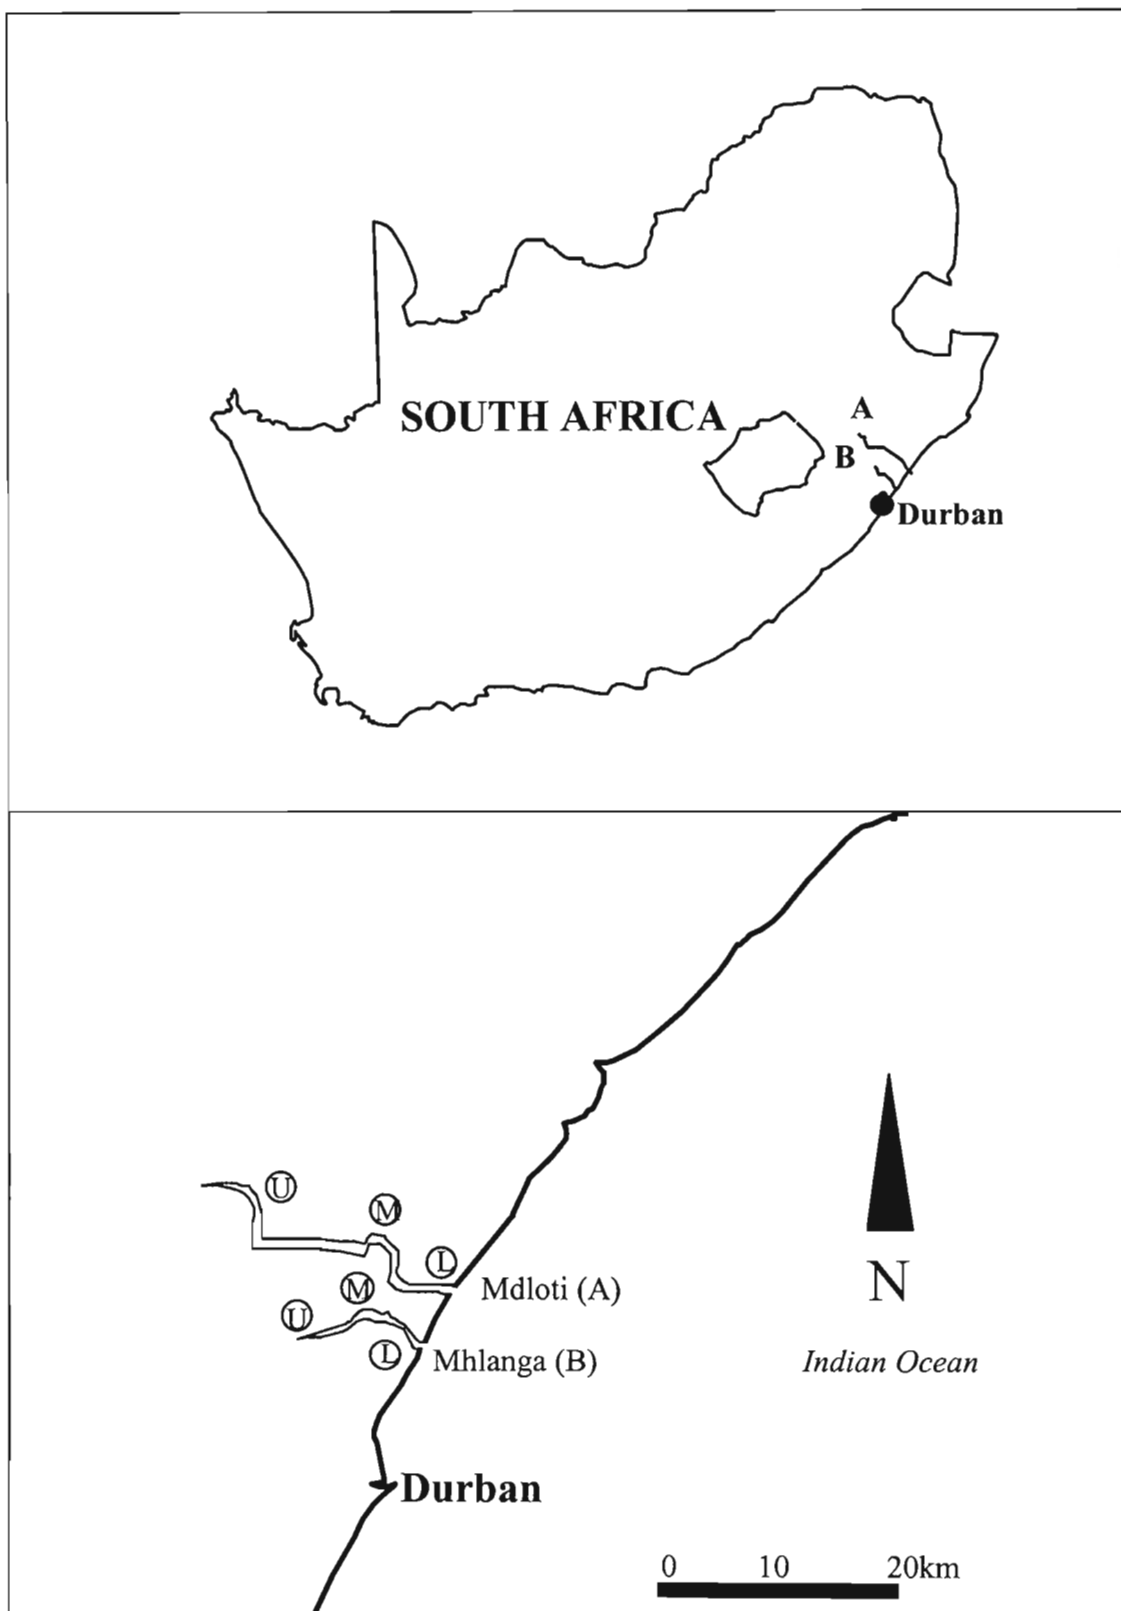 SOUTH AFRICA
A
B
Durban
U
M
L
Mdloti (A)
M
U
L
Mhlanga (B)
N
Indian Ocean
Durban
0 10 20km